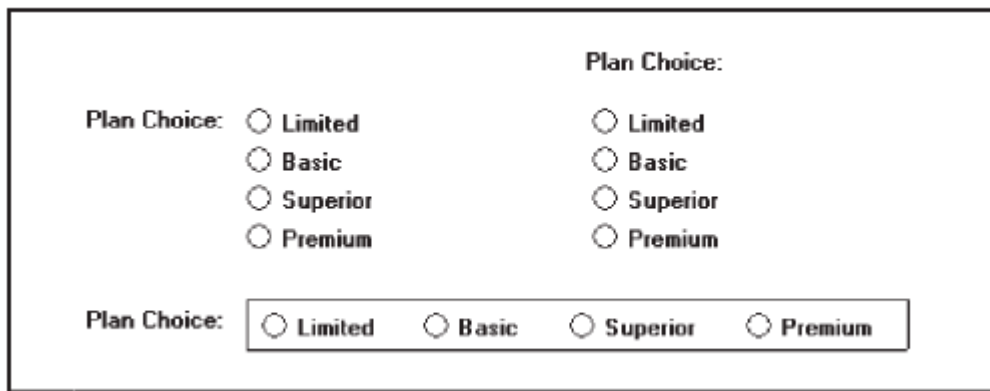 Plan Choice:
Plan Choice: Limited
Basic
Superior
Premium
Limited
Basic
Superior
Premium
Plan Choice: Limited Basic Superior Premium